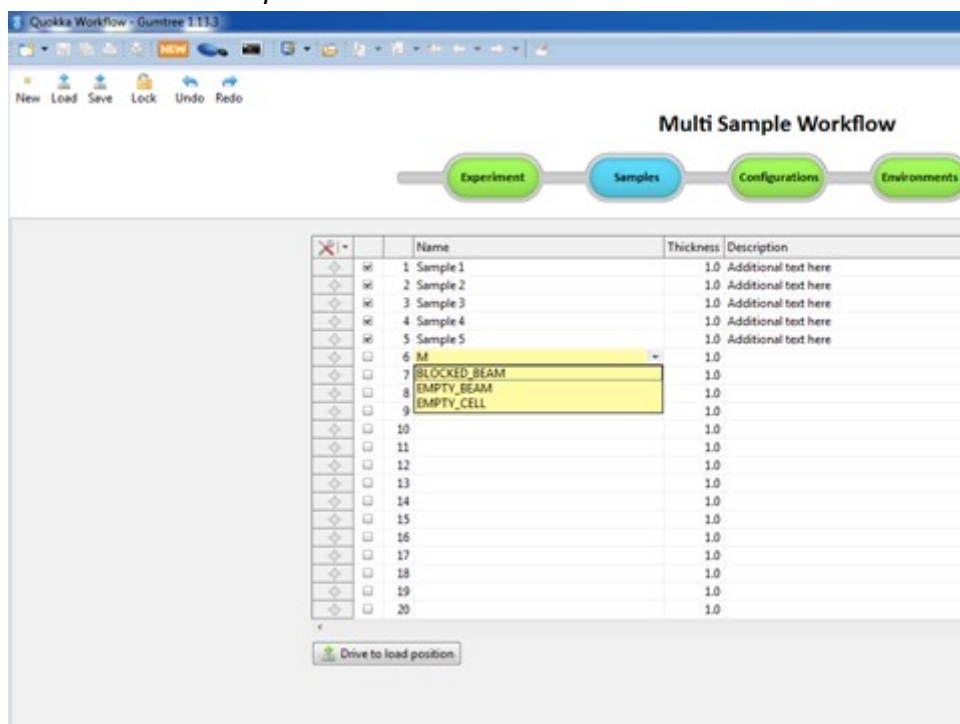 Quokka Workflow - Gumtree 1.13.3
NEW
New Load Save Lock Undo Redo
Multi Sample Workflow
Experiment Samples Configurations Environments
Name Thickness Description
1 Sample 1 1.0 Additional text here
2 Sample 2 1.0 Additional text here
3 Sample 3 1.0 Additional text here
4 Sample 4 1.0 Additional text here
5 Sample 5 1.0 Additional text here
6 M 1.0
7 BLOCKED_BEAM 1.0
8 EMPTY_BEAM 1.0
9 EMPTY_CELL 1.0
10 1.0
11 1.0
12 1.0
13 1.0
14 1.0
15 1.0
16 1.0
17 1.0
18 1.0
19 1.0
20 1.0
Drive to load position